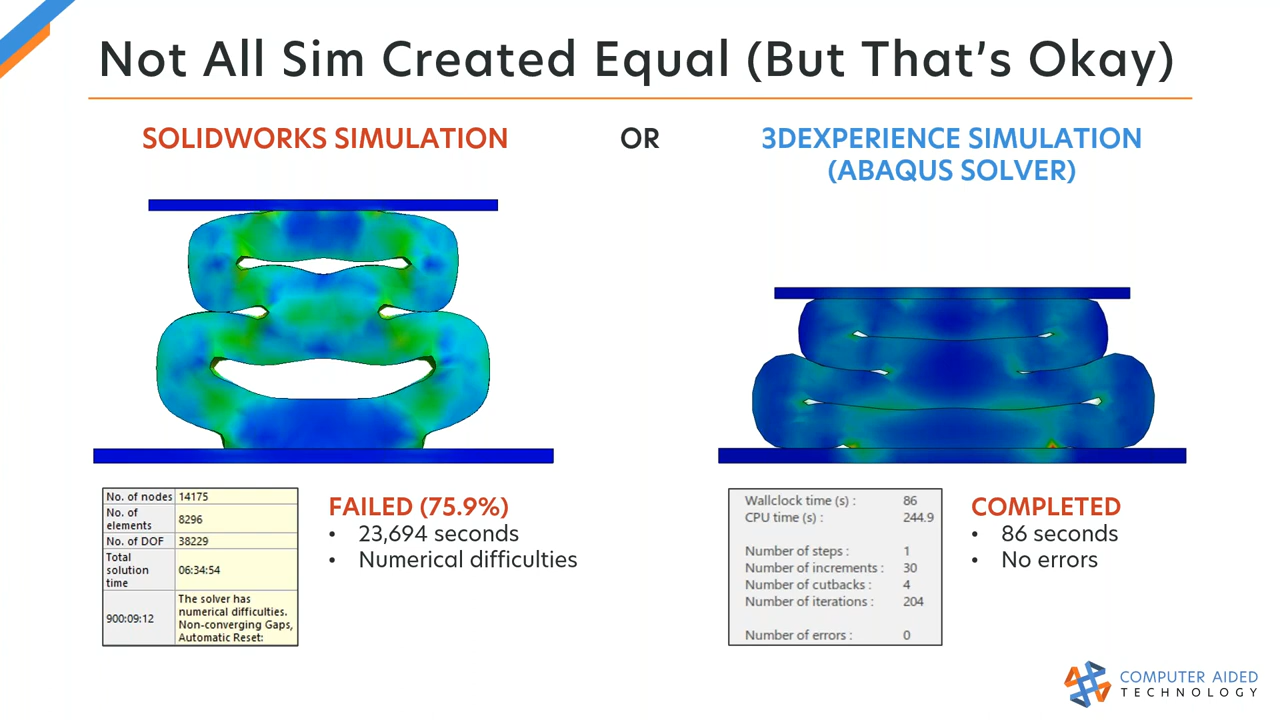 Not All Sim Created Equal (But That's Okay)
SOLIDWORKS SIMULATION
OR
3DEXPERIENCE SIMULATION
(ABAQUS SOLVER)
No. of nodes 14175
No. of
elements
8296
No. of DOF 38229
Total
solution
time
06:34:54
900:09:12
The solver has
numerical difficulties.
Non-converging Gaps,
Automatic Reset:
FAILED (75.9%)
• 23,694 seconds
• Numerical difficulties
Wallclock time (s) : 86
CPU time (s) : 244.9
Number of steps : 1
Number of increments : 30
Number of cutbacks : 4
Number of iterations : 204
Number of errors : 0
COMPLETED
• 86 seconds
• No errors
COMPUTER AIDED
TECHNOLOGY